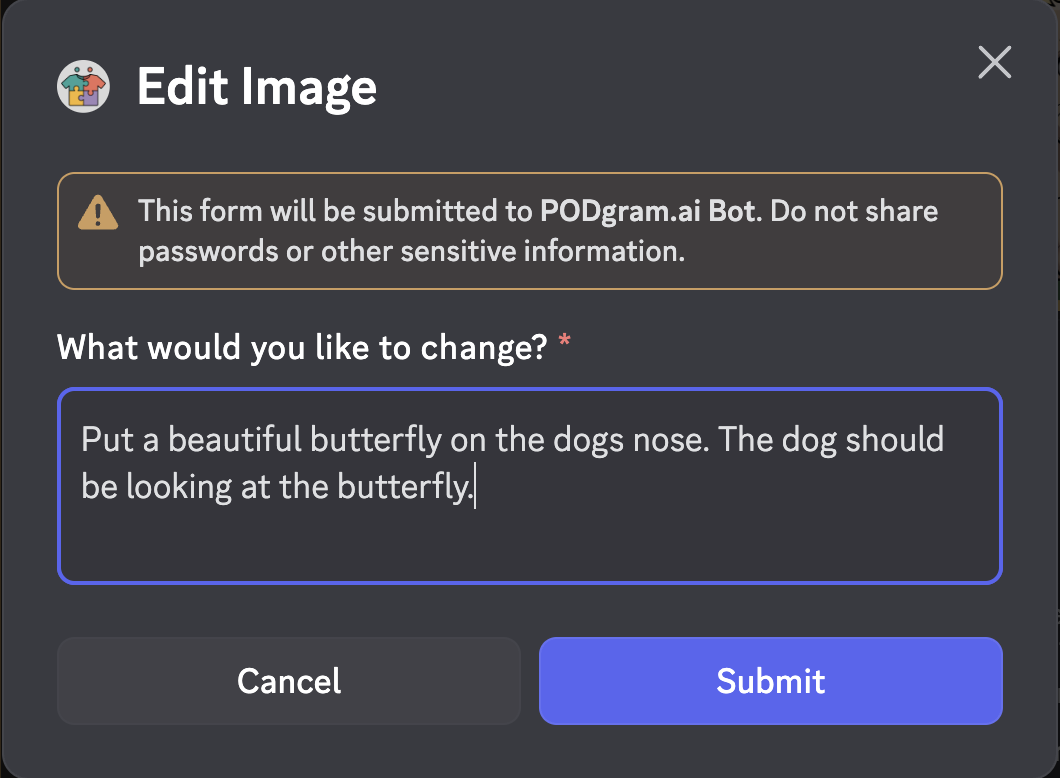 Edit Image
This form will be submitted to PODgram.ai Bot. Do not share
passwords or other sensitive information.
What would you like to change? *
Put a beautiful butterfly on the dogs nose. The dog should
be looking at the butterfly.
Cancel
Submit